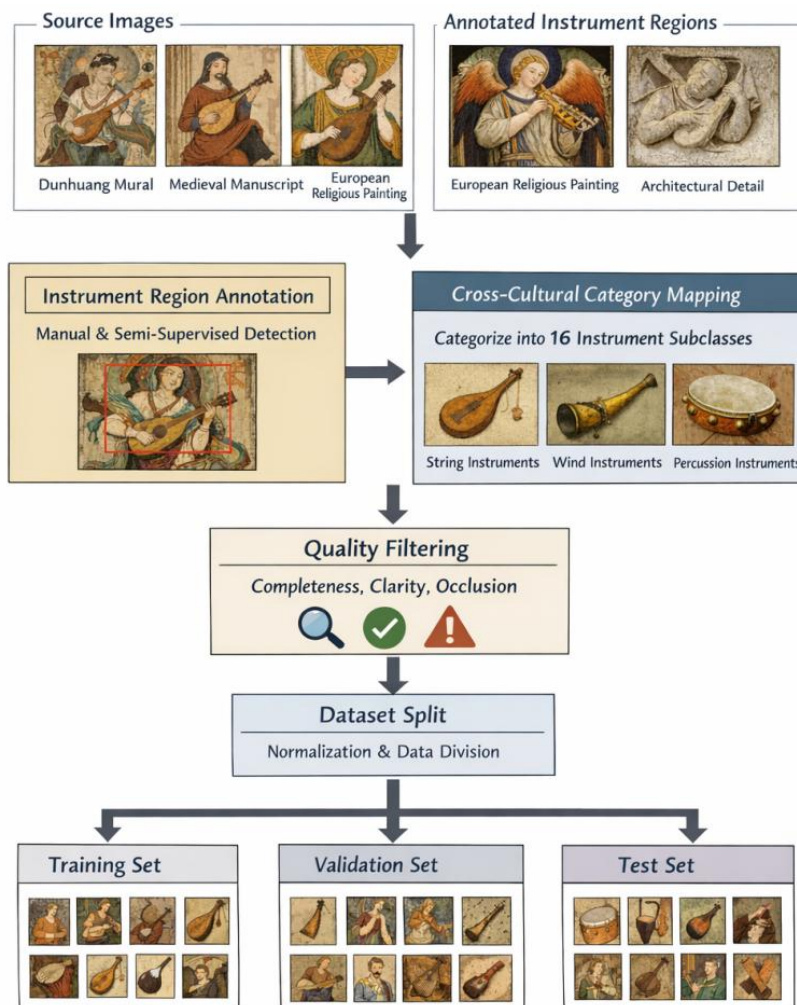 Source Images
Annotated Instrument Regions
Dunhuang Mural
Medieval Manuscript
European
Religious Painting
European Religious Painting
Architectural Detail
Instrument Region Annotation
Manual & Semi-Supervised Detection
Cross-Cultural Category Mapping
Categorize into 16 Instrument Subclasses
String Instruments
Wind Instruments
Percussion Instruments
Quality Filtering
Completeness, Clarity, Occlusion
Dataset Split
Normalization & Data Division
Training Set
Validation Set
Test Set